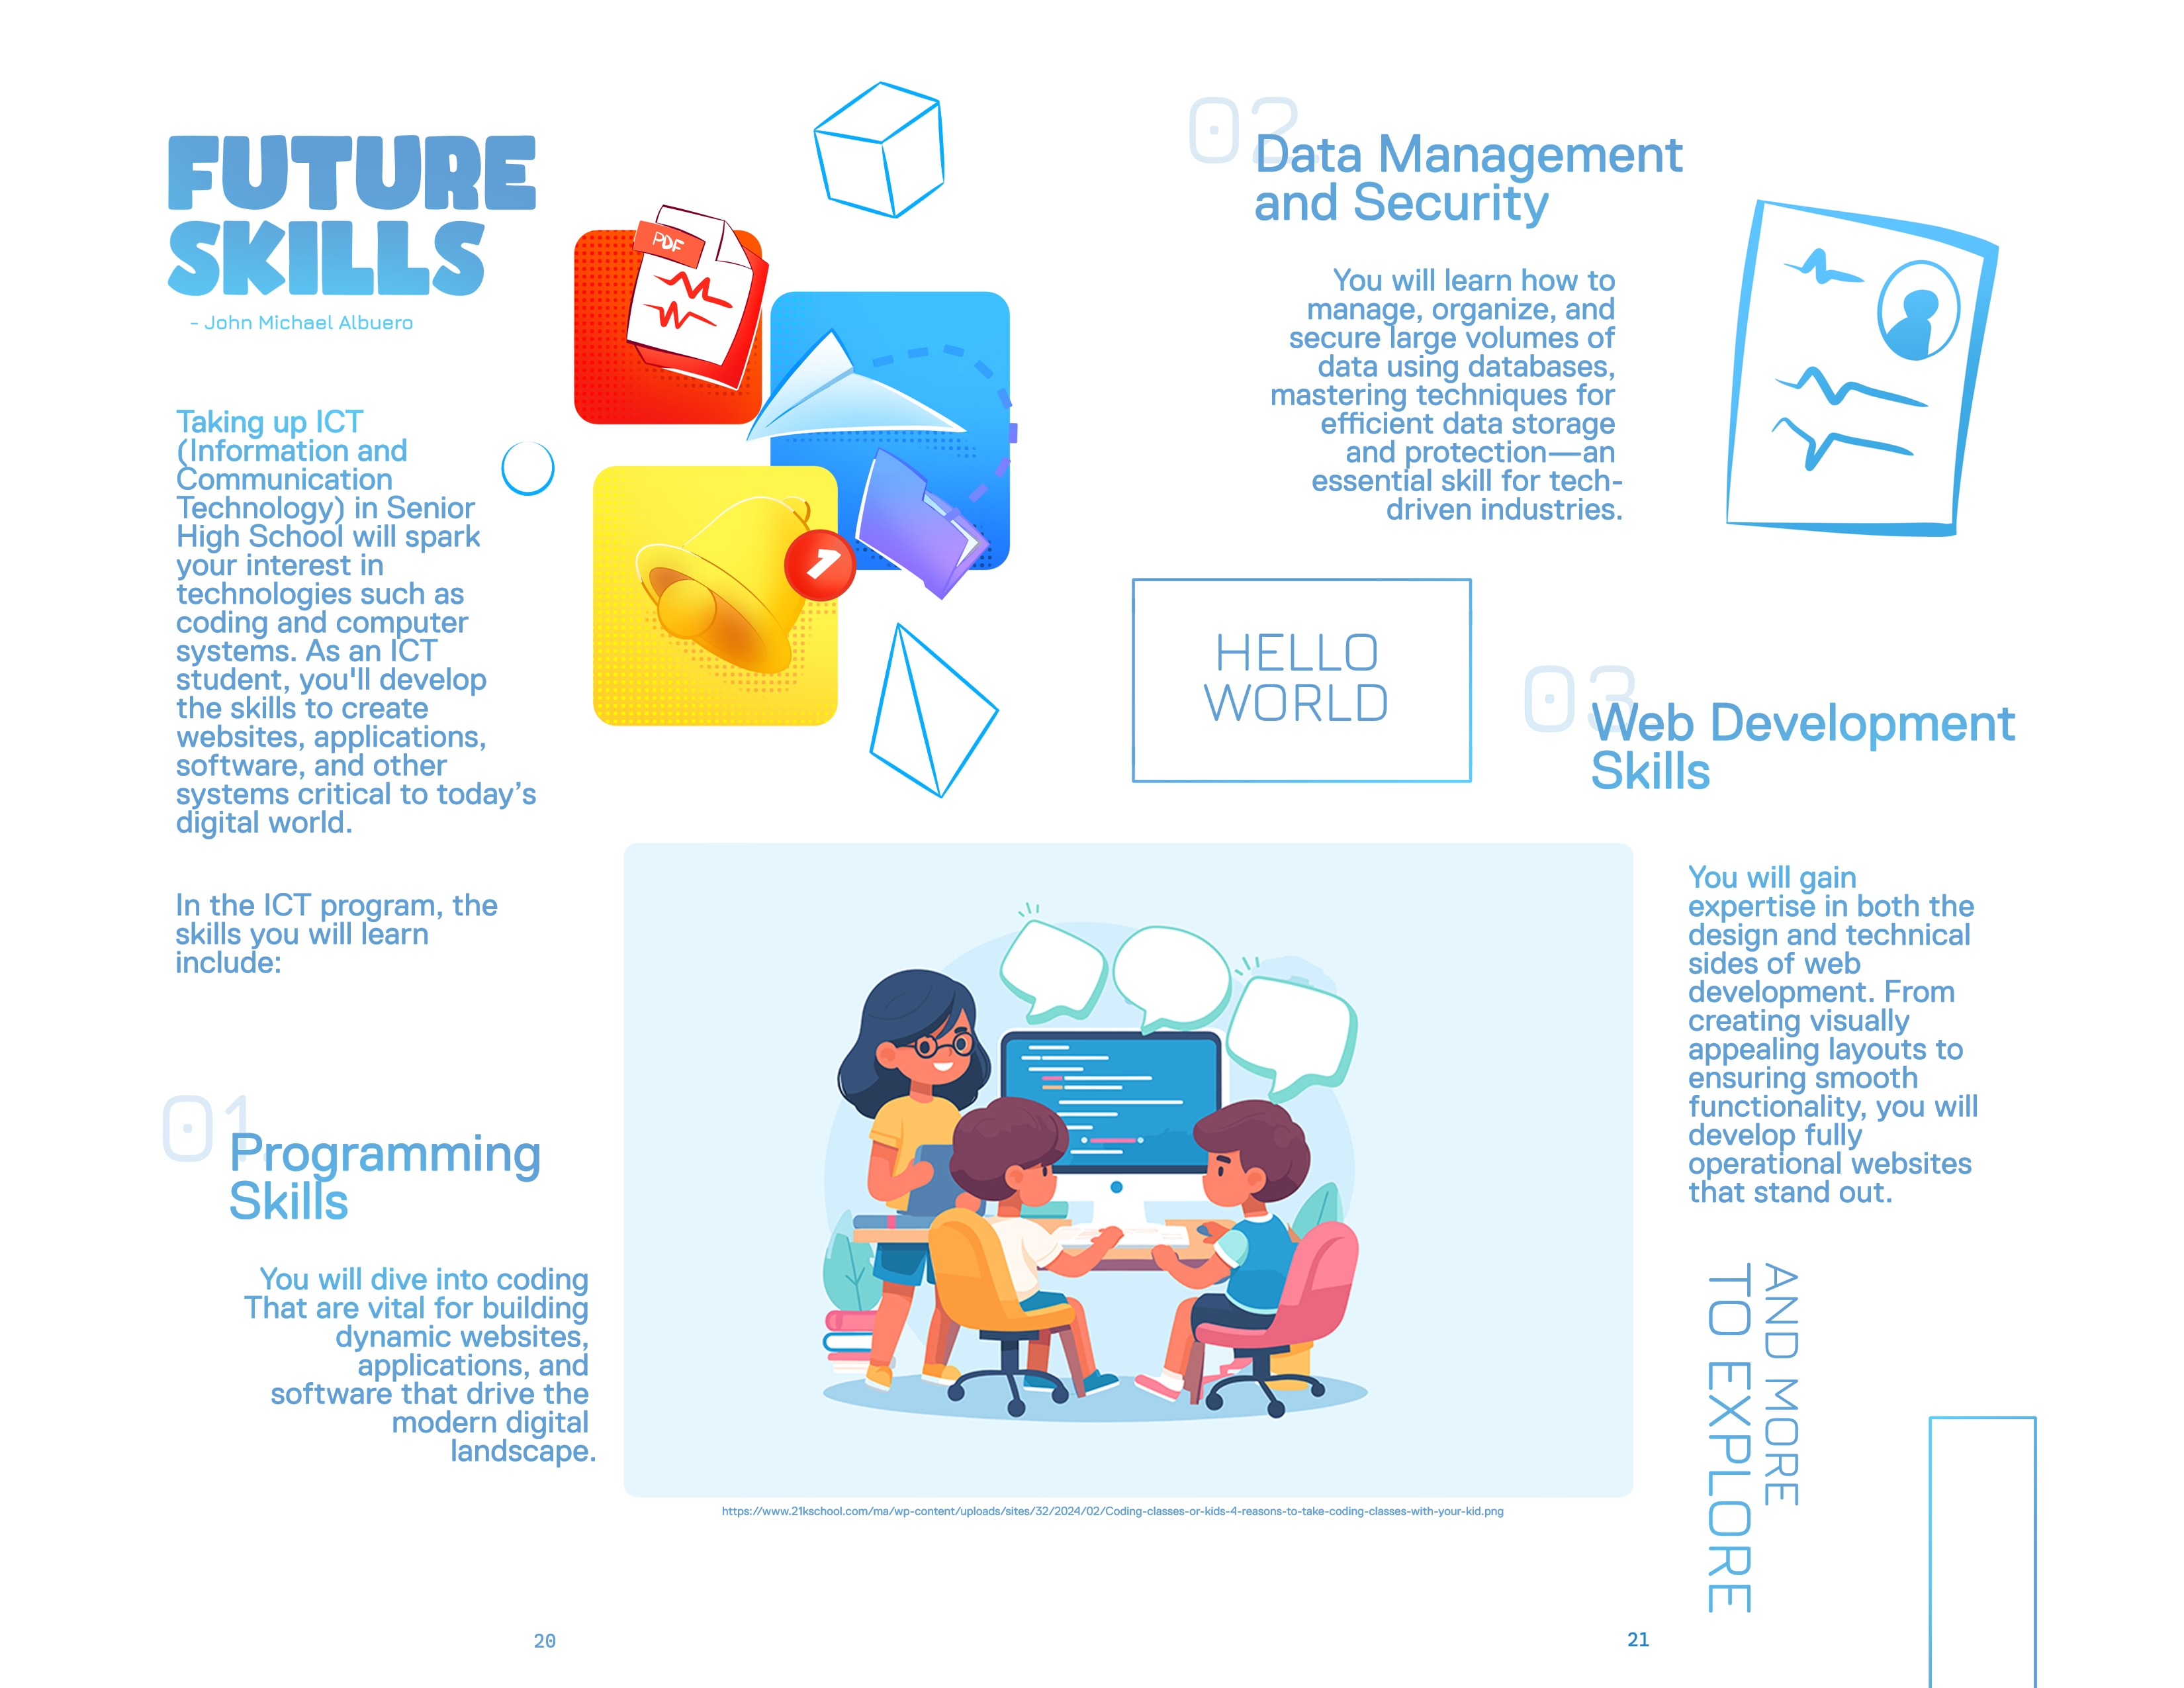 FUTURE
SKILLS
- John Michael Albuero
Taking up ICT
(Information and
Communication
Technology) in Senior
High School will spark
your interest in
technologies such as
coding and computer
systems. As an ICT
student, you'll develop
the skills to create
websites, applications,
software, and other
systems critical to today’s
digital world.
In the ICT program, the
skills you will learn
include:
PDF
1
01
Programming
Skills
You will dive into coding
That are vital for building
dynamic websites,
applications, and
software that drive the
modern digital
landscape.
02
Data Management
and Security
You will learn how to
manage, organize, and
secure large volumes of
data using databases,
mastering techniques for
efficient data storage
and protection—an
essential skill for tech-
driven industries.
HELLO
WORLD
03
Web Development
Skills
You will gain
expertise in both the
design and technical
sides of web
development. From
creating visually
appealing layouts to
ensuring smooth
functionality, you will
develop fully
operational websites
that stand out.
AND MORE
TO EXPLORE
https://www.21kschool.com/ma/wp-content/uploads/sites/32/2024/02/Coding-classes-or-kids-4-reasons-to-take-coding-classes-with-your-kid.png
20
21